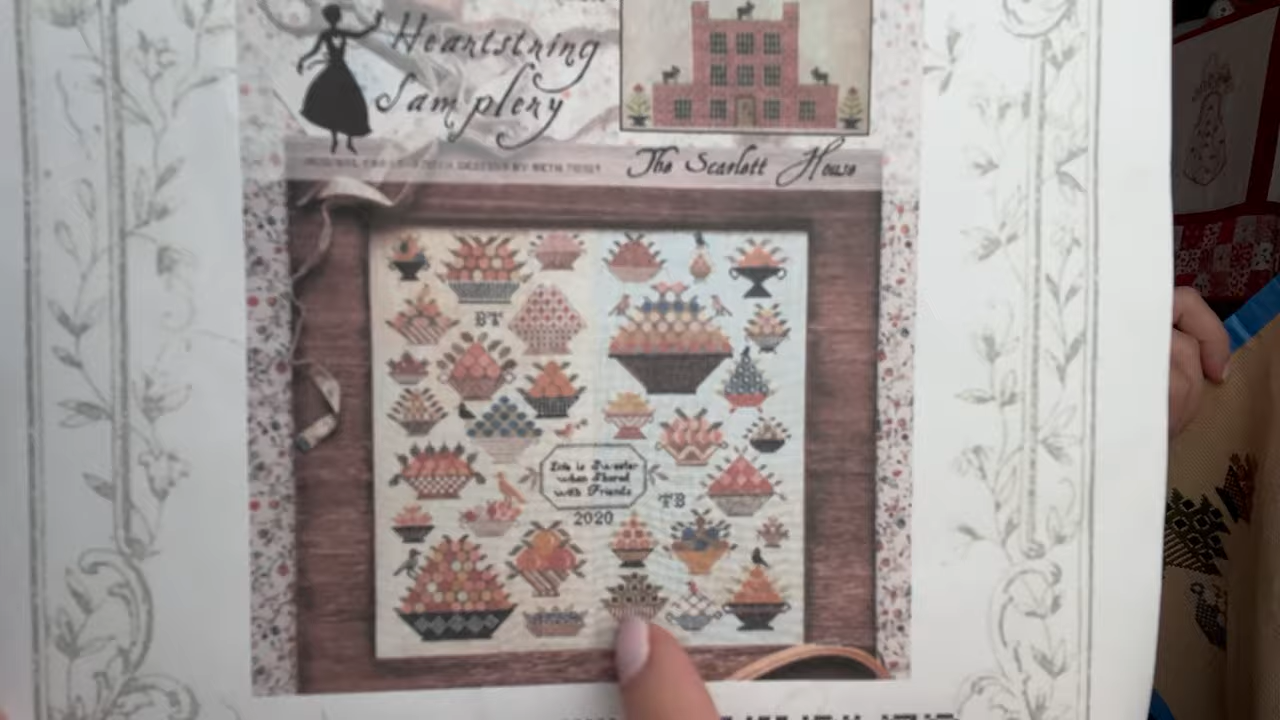 Heartstring
Samplery
The Scarlett House
BT
Life is Sweeter
when Shared
with Friends
TB
2020